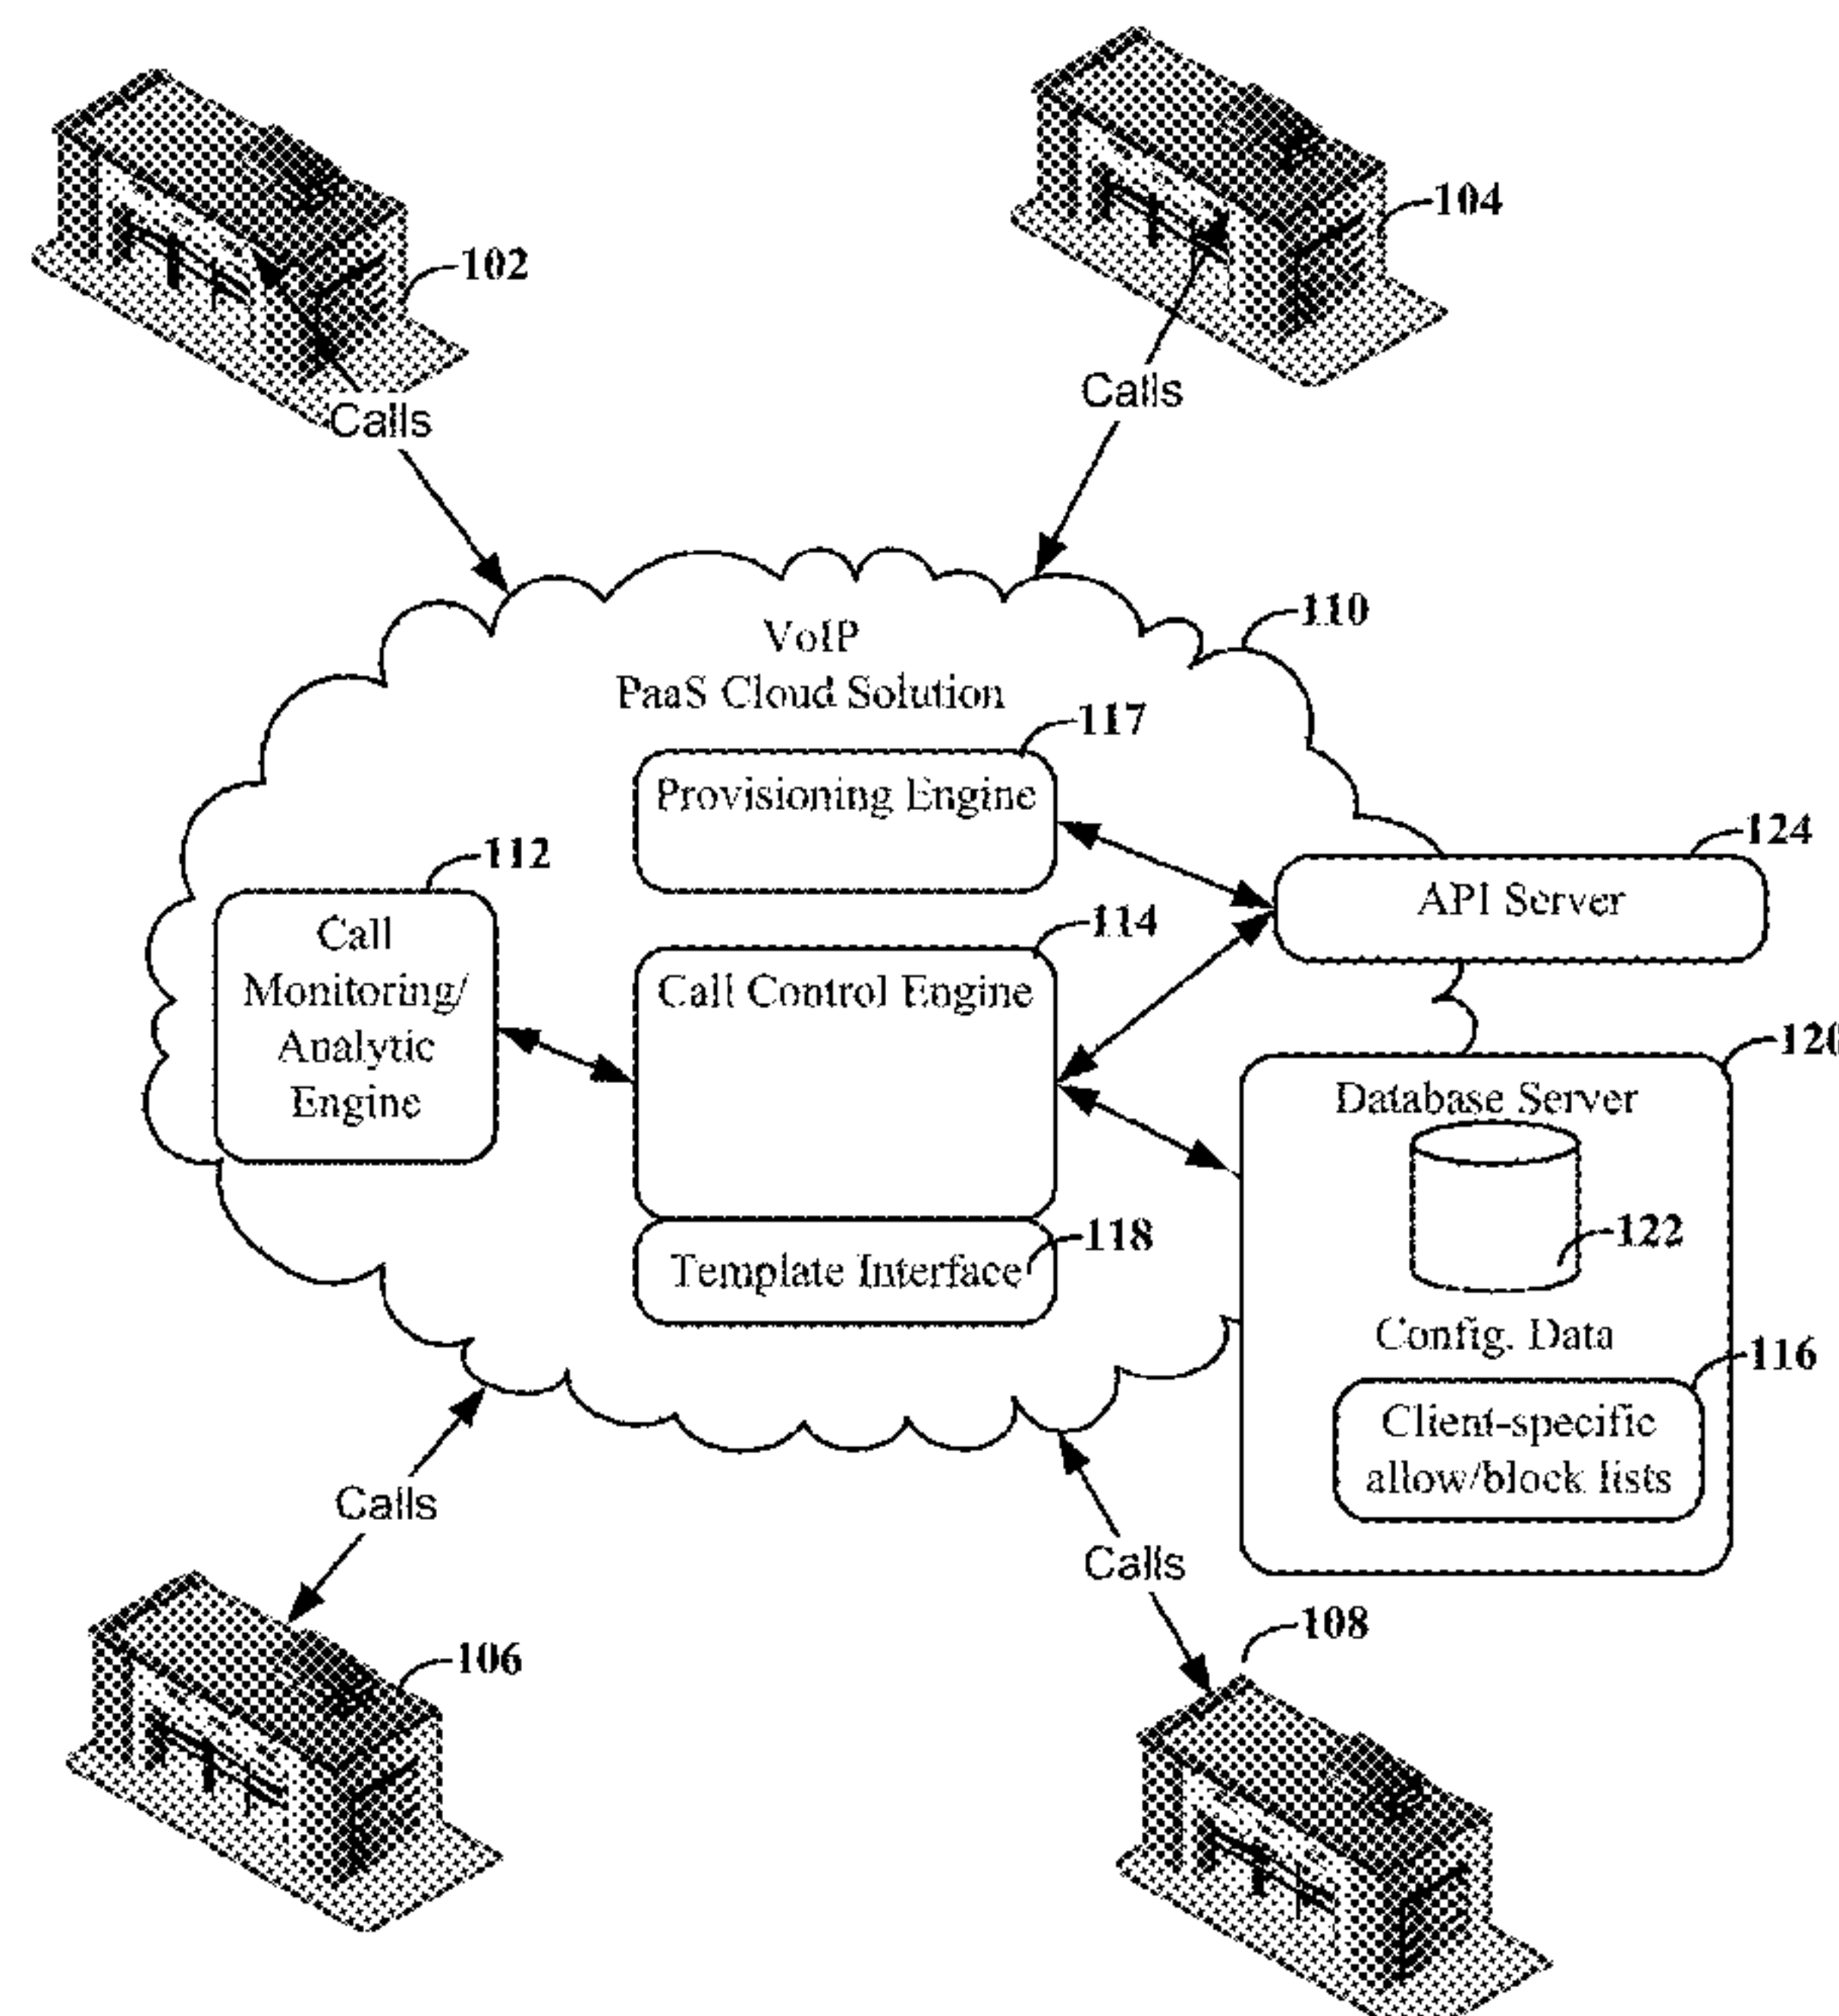 104
102
Calls
Calls
110
VoIP
PaaS Cloud Solution
117
Provisioning Engine
124
API Server
112
Call
Monitoring/
Analytic
Engine
114
Call Control Engine
120
Database Server
122
118
Template Interface
Config. Data
116
Client-specific
allow/block lists
Calls
Calls
106
108